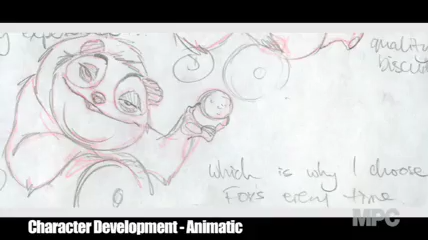 quality
biscuit
which is why I choose
Fox's every time
MPC
Character Development - Animatic